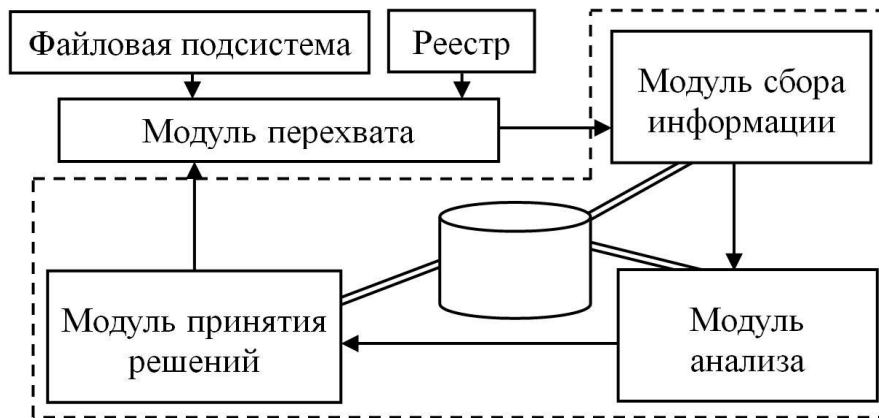 Файловая подсистема
Реестр
Модуль перехвата
Модуль сбора
информации
Модуль принятия
решений
Модуль
анализа